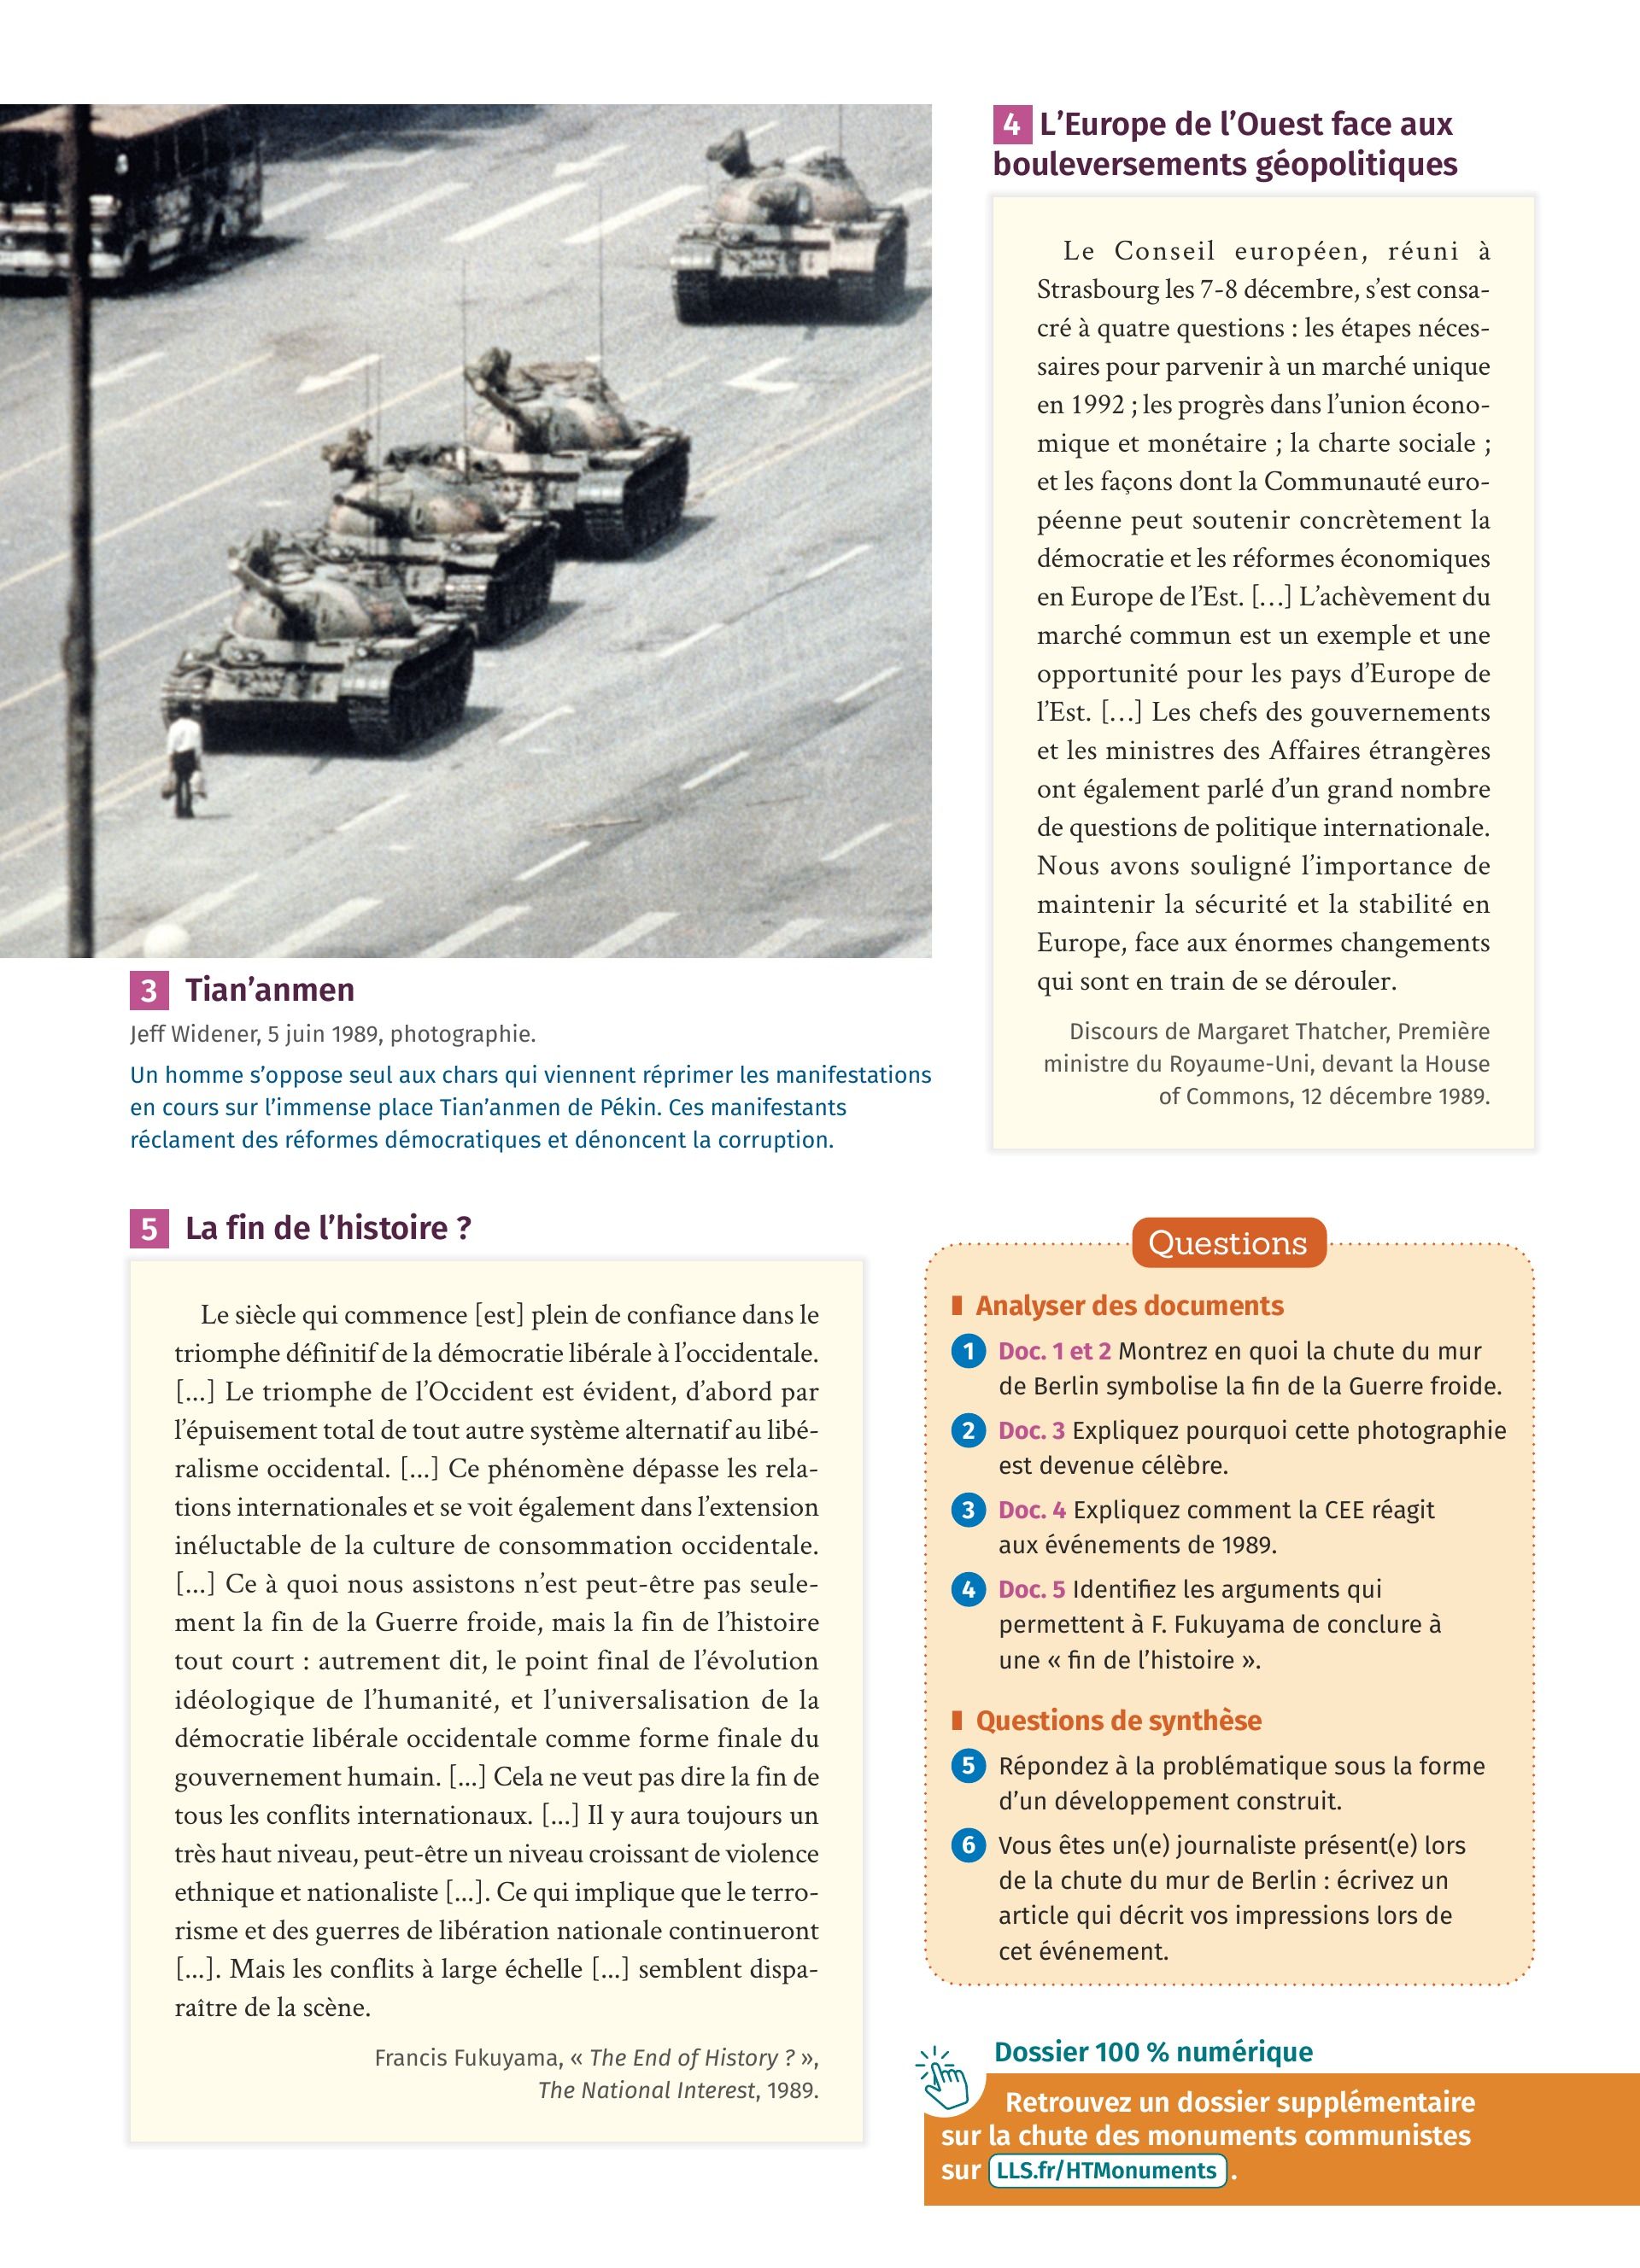 3 Tian’anmen
Jeff Widener, 5 juin 1989, photographie.
Un homme s’oppose seul aux chars qui viennent réprimer les manifestations
en cours sur l’immense place Tian’anmen de Pékin. Ces manifestants
réclament des réformes démocratiques et dénoncent la corruption.
4 L’Europe de l’Ouest face aux
bouleversements géopolitiques
Le Conseil européen, réuni à
Strasbourg les 7-8 décembre, s’est consa-
cré à quatre questions : les étapes néces-
saires pour parvenir à un marché unique
en 1992 ; les progrès dans l’union écono-
mique et monétaire ; la charte sociale ;
et les façons dont la Communauté euro-
péenne peut soutenir concrètement la
démocratie et les réformes économiques
en Europe de l’Est. […] L’achèvement du
marché commun est un exemple et une
opportunité pour les pays d’Europe de
l’Est. […] Les chefs des gouvernements
et les ministres des Affaires étrangères
ont également parlé d’un grand nombre
de questions de politique internationale.
Nous avons souligné l’importance de
maintenir la sécurité et la stabilité en
Europe, face aux énormes changements
qui sont en train de se dérouler.
Discours de Margaret Thatcher, Première
ministre du Royaume-Uni, devant la House
of Commons, 12 décembre 1989.
5 La fin de l’histoire ?
Le siècle qui commence [est] plein de confiance dans le
triomphe définitif de la démocratie libérale à l’occidentale.
[...] Le triomphe de l’Occident est évident, d’abord par
l’épuisement total de tout autre système alternatif au libé-
ralisme occidental. [...] Ce phénomène dépasse les rela-
tions internationales et se voit également dans l’extension
inéluctable de la culture de consommation occidentale.
[...] Ce à quoi nous assistons n’est peut-être pas seule-
ment la fin de la Guerre froide, mais la fin de l’histoire
tout court : autrement dit, le point final de l’évolution
idéologique de l’humanité, et l’universalisation de la
démocratie libérale occidentale comme forme finale du
gouvernement humain. [...] Cela ne veut pas dire la fin de
tous les conflits internationaux. [...] Il y aura toujours un
très haut niveau, peut-être un niveau croissant de violence
ethnique et nationaliste [...]. Ce qui implique que le terro-
risme et des guerres de libération nationale continueront
[...]. Mais les conflits à large échelle [...] semblent dispa-
raître de la scène.
Francis Fukuyama, « The End of History ? »,
The National Interest, 1989.
Questions
Analyser des documents
1 Doc. 1 et 2 Montrez en quoi la chute du mur
de Berlin symbolise la fin de la Guerre froide.
2 Doc. 3 Expliquez pourquoi cette photographie
est devenue célèbre.
3 Doc. 4 Expliquez comment la CEE réagit
aux événements de 1989.
4 Doc. 5 Identifiez les arguments qui
permettent à F. Fukuyama de conclure à
une « fin de l’histoire ».
Questions de synthèse
5 Répondez à la problématique sous la forme
d’un développement construit.
6 Vous êtes un(e) journaliste présent(e) lors
de la chute du mur de Berlin : écrivez un
article qui décrit vos impressions lors de
cet événement.
Dossier 100 % numérique
Retrouvez un dossier supplémentaire
sur la chute des monuments communistes
sur LLS.fr/HTMonuments .